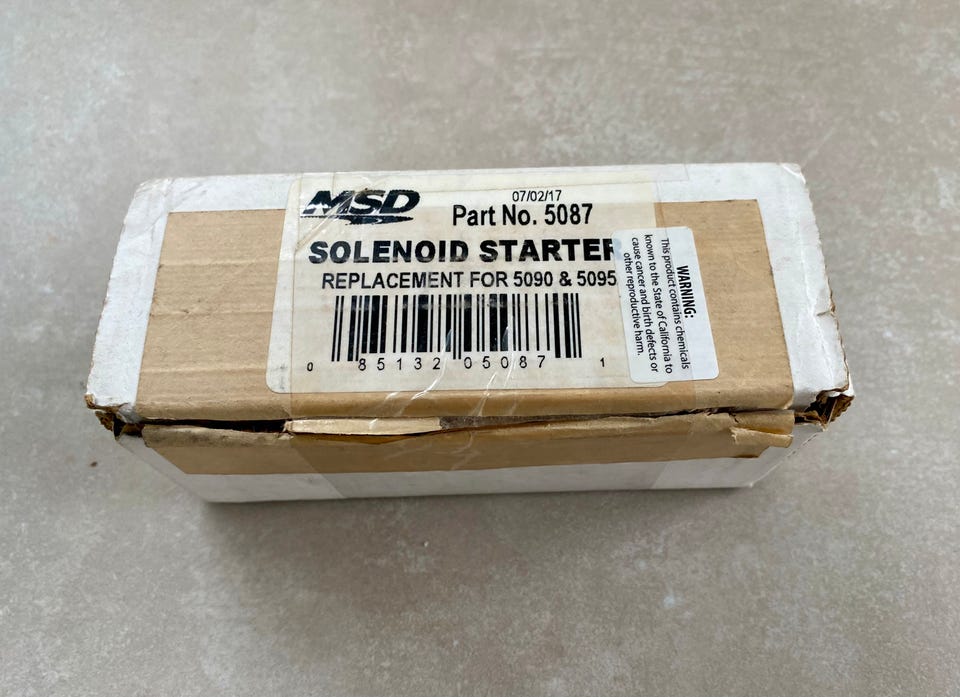 MSD
07/02/17
Part No. 5087
SOLENOID STARTER
REPLACEMENT FOR 5090 & 5095
0 85132 05087 1
WARNING:
This product contains chemicals
known to the State of California to
cause cancer and birth defects or
other reproductive harm.